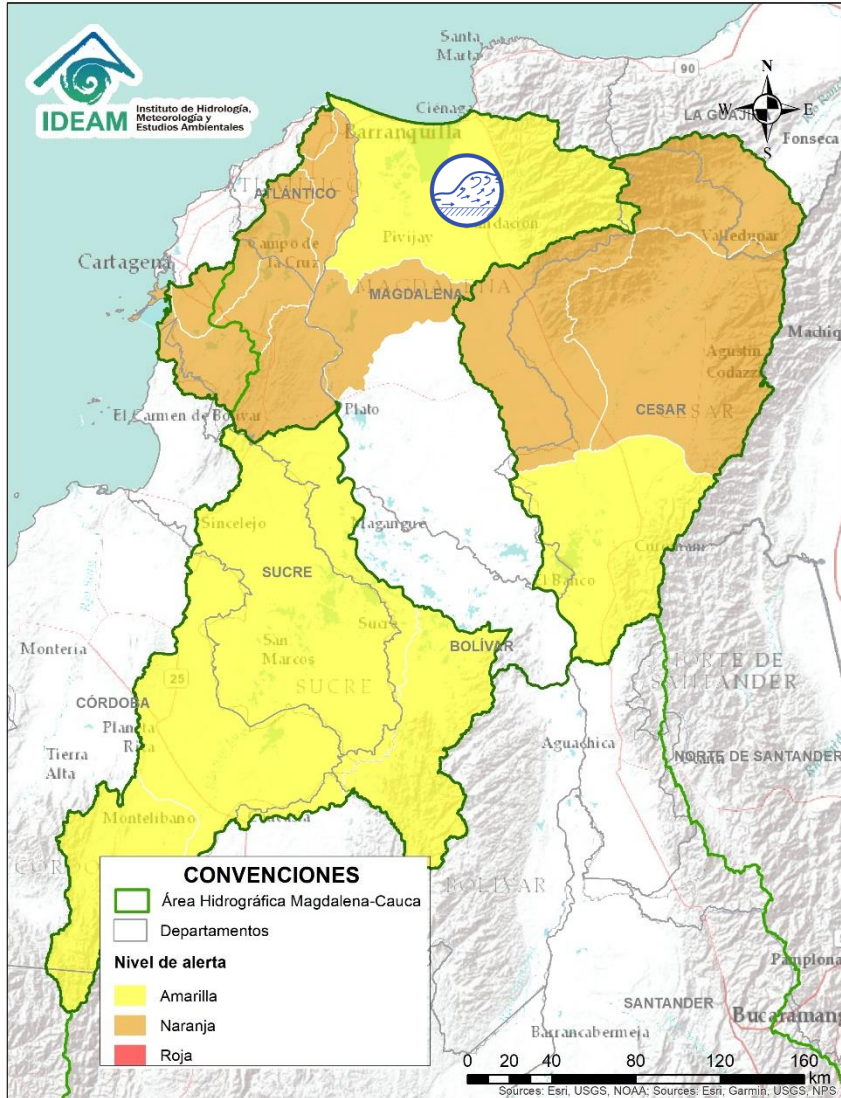 IDEAM
Instituto de Hidrología,
Meteorología y
Estudios Ambientales
Santa
Marta
90
N
W
E
S
LA GUAJIRA
Fonseca
Ciénaga
Barranquilla
ATLÁNTICO
Fundación
Pivijay
Campo de
la Cruz
Valledupar
Cartagena
MAGDALENA
Agustín
Codazzi
CESAR
CESAR
El Carmen de Bolívar
Plato
Sincelejo
Magangué
SUCRE
El Banco
Sucre
BOLÍVAR
San
Marcos
SUCRE
Montería
25
CÓRDOBA
Planeta
Rica
Tierra
Alta
NORTE DE
SANTANDER
Aguachica
NORTE DE SANTANDER
Montelíbano
BOLÍVAR
CONVENCIONES
Área Hidrográfica Magdalena-Cauca
Departamentos
Nivel de alerta
Amarilla
Naranja
Roja
Pamplona
SANTANDER
Bucaramang
Barrancabermeja
0 20 40 80 120 160
Km
Sources: Esri, USGS, NOAA; Sources: Esri, Garmin, USGS, NPS